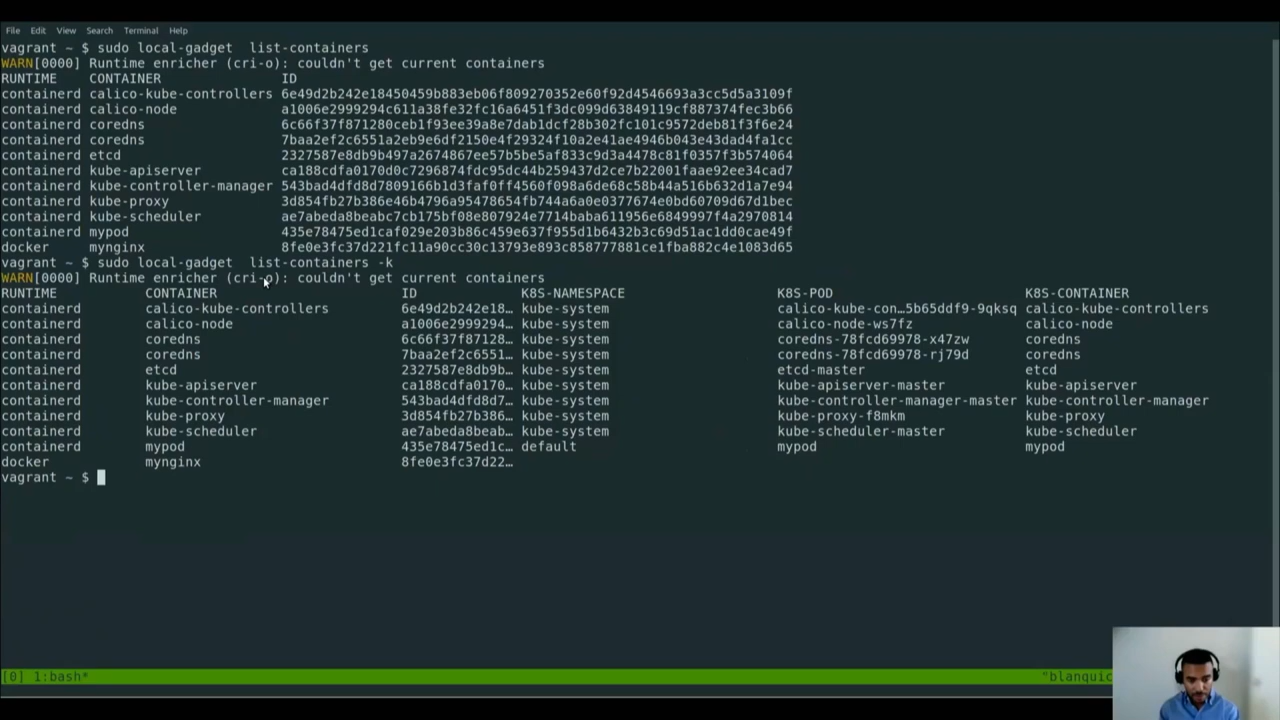 File Edit View Search Terminal Help
vagrant ~ $ sudo local-gadget  list-containers
WARN[0000] Runtime enricher (cri-o): couldn't get current containers
RUNTIME    CONTAINER               ID
containerd calico-kube-controllers 6e49d2b242e18450459b883eb06f809270352e60f92d4546693a3cc5d5a3109f
containerd calico-node             a1006e2999294c611a38fe32fc16a6451f3dc099d63849119cf887374fec3b66
containerd coredns                 6c66f37f871280ceb1f93ee39a8e7dab1dcf28b302fc101c9572deb81f3f6e24
containerd coredns                 7baa2ef2c6551a2eb9e6df2150e4f29324f10a2e41ae4946b043e43dad4fa1cc
containerd etcd                    2327587e8db9b497a2674867ee57b5be5af833c9d3a4478c81f0357f3b574064
containerd kube-apiserver          ca188cdfa0170d0c7296874fdc95dc44b259437d2ce7b22001faae92ee34cad7
containerd kube-controller-manager 543bad4dfd8d7809166b1d3faf0ff4560f098a6de68c58b44a516b632d1a7e94
containerd kube-proxy              3d854fb27b386e46b4796a95478654fb744a6a0e0377674e0bd60709d67d1bec
containerd kube-scheduler          ae7abeda8beabc7cb175bf08e807924e7714baba611956e6849997f4a2970814
containerd mypod                   435e78475ed1caf029e203b86c459ec637f955d1b6432b3c69d51ac1dd0cae49f
docker     mynginx                 8fe0e3fc37d221fc11a90cc30c13793e893c858777881ce1fba882c4e1083d65
vagrant ~ $ sudo local-gadget  list-containers -k
WARN[0000] Runtime enricher (cri-o): couldn't get current containers
RUNTIME CONTAINER ID K8S-NAMESPACE K8S-POD K8S-CONTAINER
containerd calico-kube-controllers 6e49d2b242e18… kube-system calico-kube-con…5b65ddf9-9qksq calico-kube-controllers
containerd calico-node a1006e2999294… kube-system calico-node-ws7fz calico-node
containerd coredns 6c66f37f87128… kube-system coredns-78fcd69978-x47zw coredns
containerd coredns 7baa2ef2c6551… kube-system coredns-78fcd69978-rj79d coredns
containerd etcd 2327587e8db9b… kube-system etcd-master etcd
containerd kube-apiserver ca188cdfa0170… kube-system kube-apiserver-master kube-apiserver
containerd kube-controller-manager 543bad4dfd8d7… kube-system kube-controller-manager-master kube-controller-manager
containerd kube-proxy 3d854fb27b386… kube-system kube-proxy-f8mkm kube-proxy
containerd kube-scheduler ae7abeda8beab… kube-system kube-scheduler-master kube-scheduler
containerd mypod 435e78475ed1c… default mypod mypod
docker mynginx 8fe0e3fc37d22…
vagrant ~ $
[0] 1:bash* "blanquic